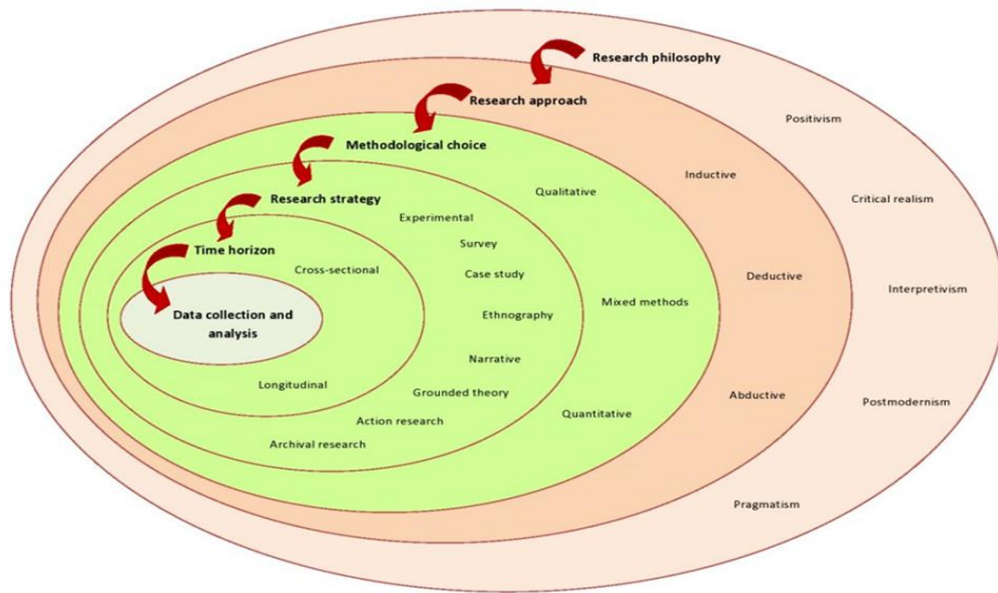 Research philosophy
Research approach
Positivism
Methodological choice
Inductive
Qualitative
Research strategy
Critical realism
Experimental
Survey
Time horizon
Cross-sectional
Case study
Deductive
Interpretivism
Mixed methods
Data collection and
analysis
Ethnography
Narrative
Longitudinal
Grounded theory
Abductive
Postmodernism
Quantitative
Action research
Archival research
Pragmatism